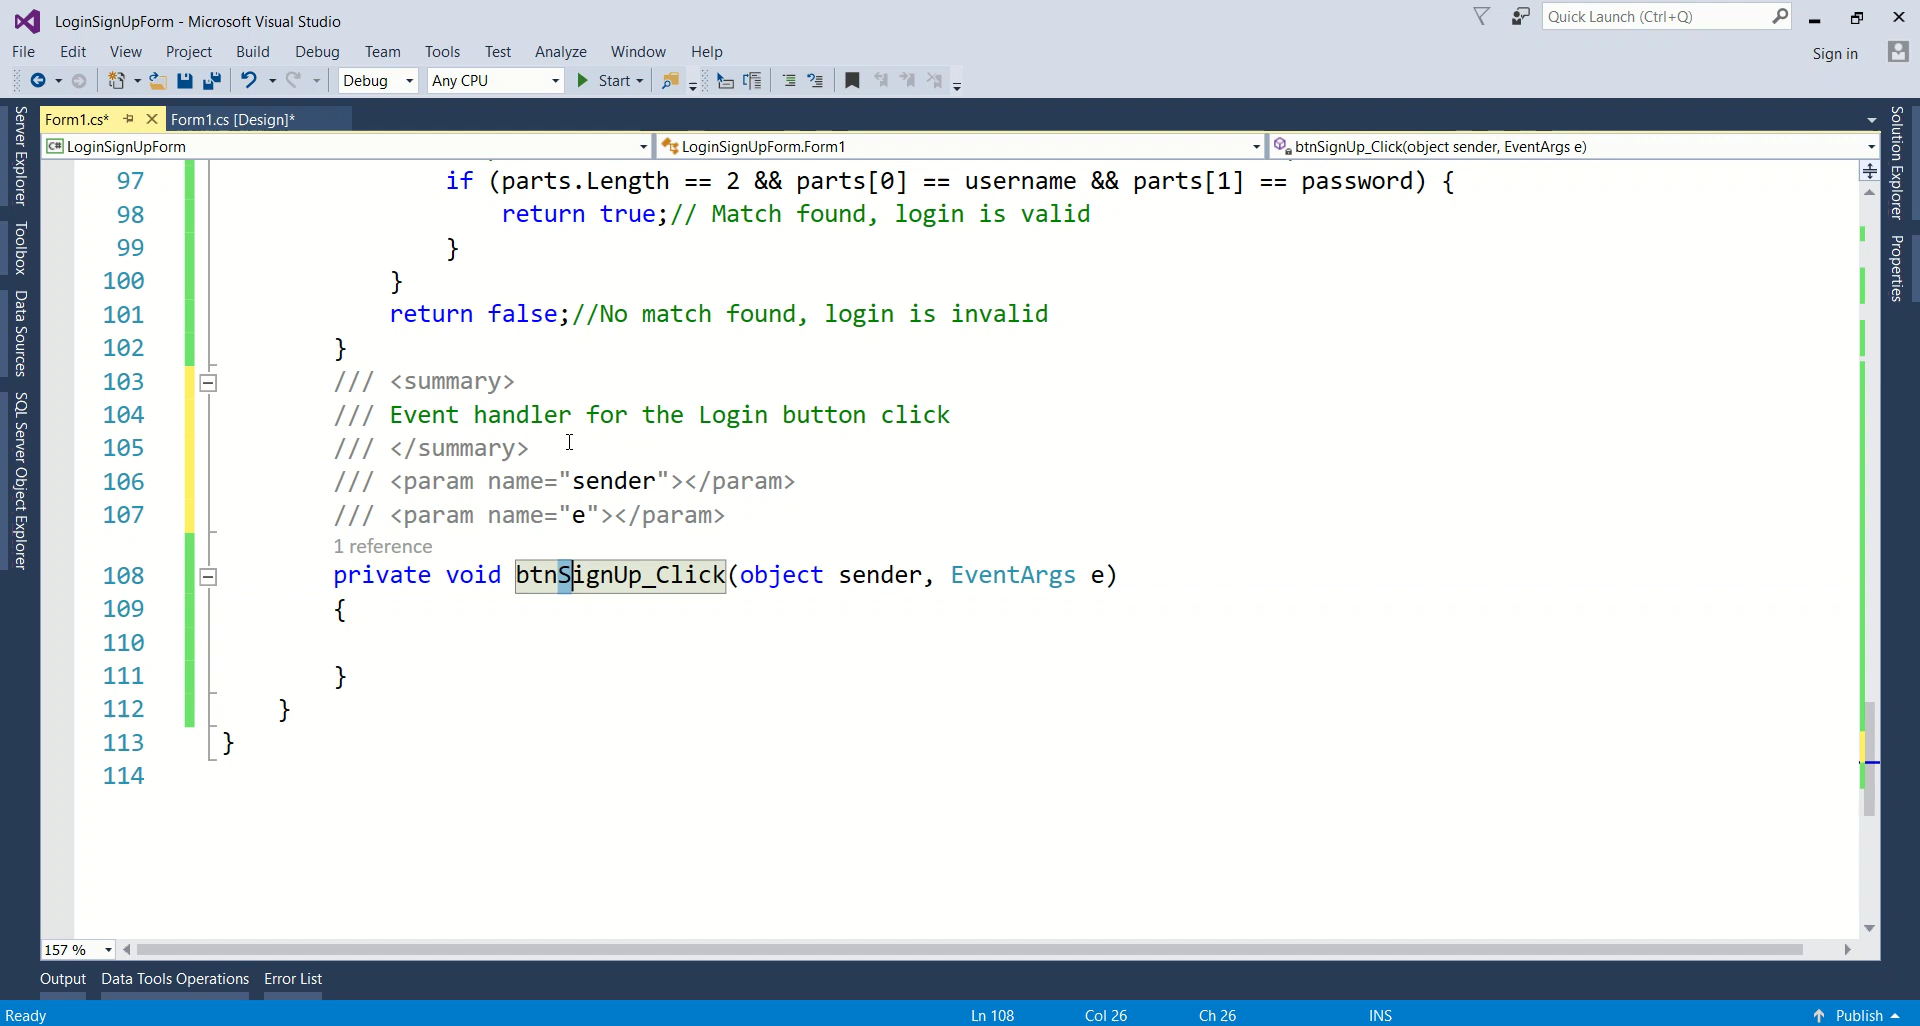 LoginSignUpForm - Microsoft Visual Studio
Quick Launch (Ctrl+Q)
File Edit View Project Build Debug Team Tools Test Analyze Window Help
Sign in
Debug Any CPU Start
Form1.cs* Form1.cs [Design]*
LoginSignUpForm LoginSignUpForm.Form1 btnSignUp_Click(object sender, EventArgs e)
Server Explorer
Toolbox
Data Sources
SQL Server Object Explorer
Solution Explorer
Properties
97 if (parts.Length == 2 && parts[0] == username && parts[1] == password) {
98 return true;// Match found, login is valid
99 }
100 }
101 return false;//No match found, login is invalid
102 }
103 /// <summary>
104 /// Event handler for the Login button click
105 /// </summary>
106 /// <param name="sender"></param>
107 /// <param name="e"></param>
1 reference
108 private void btnSignUp_Click(object sender, EventArgs e)
109 {
110
111 }
112 }
113 }
114
157 %
Output Data Tools Operations Error List
Ready Ln 108 Col 26 Ch 26 INS Publish